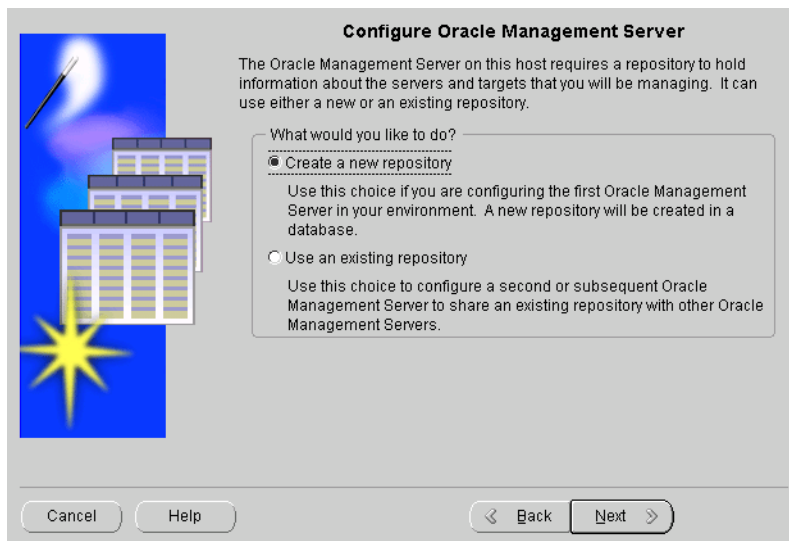 Configure Oracle Management Server
The Oracle Management Server on this host requires a repository to hold
information about the servers and targets that you will be managing. It can
use either a new or an existing repository.
What would you like to do?
Create a new repository
Use this choice if you are configuring the first Oracle Management
Server in your environment. A new repository will be created in a
database.
Use an existing repository
Use this choice to configure a second or subsequent Oracle
Management Server to share an existing repository with other Oracle
Management Servers.
Cancel
Help
Back
Next